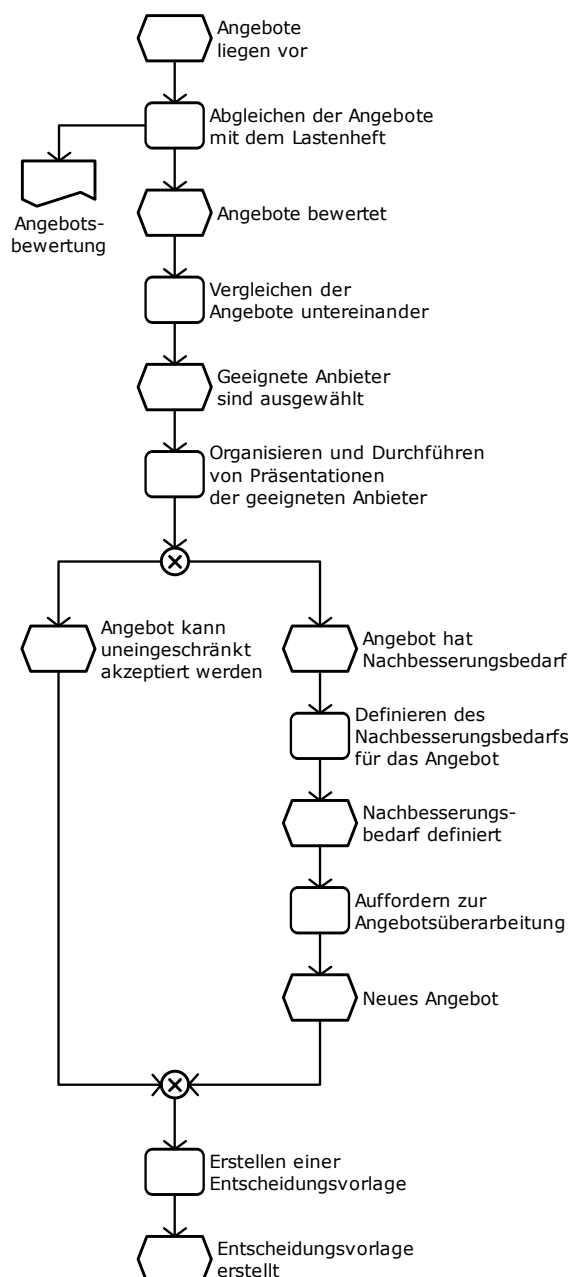 Angebote
liegen vor
Abgleichen der Angebote
mit dem Lastenheft
Angebots-
bewertung
Angebote bewertet
Vergleichen der
Angebote untereinander
Geeignete Anbieter
sind ausgewählt
Organisieren und Durchführen
von Präsentationen
der geeigneten Anbieter
Angebot kann
uneingeschränkt
akzeptiert werden
Angebot hat
Nachbesserungsbedarf
Definieren des
Nachbesserungsbedarfs
für das Angebot
Nachbesserungs-
bedarf definiert
Auffordern zur
Angebotsüberarbeitung
Neues Angebot
Erstellen einer
Entscheidungsvorlage
Entscheidungsvorlage
erstellt